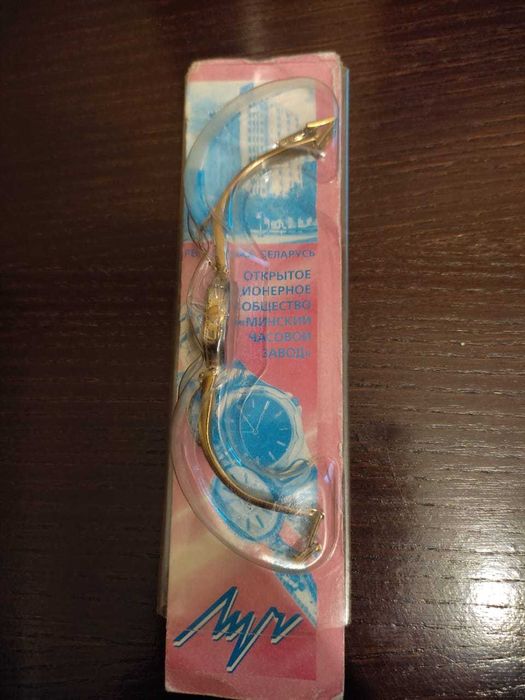 БЕЛАРУСЬ
ОТКРЫТОЕ
ИОНЕРНОЕ
ОБЩЕСТВО
«МИНСКИЙ
ЧАСОВОЙ
ЗАВОД»
Луч